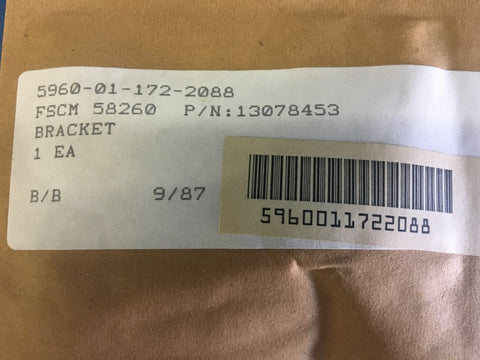 5960-01-172-2088
FSCM 58260 P/N:13078453
BRACKET
1 EA
B/B 9/87
5960011722088